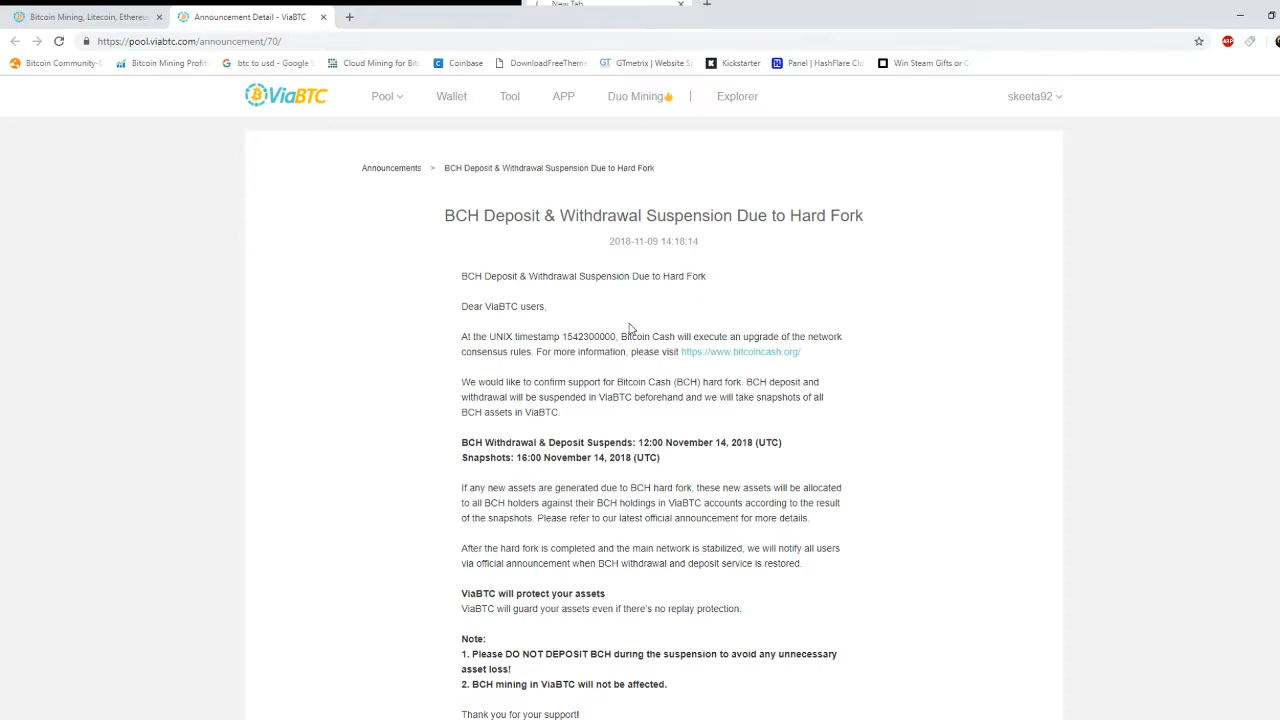 New Tab
Bitcoin Mining, Litecoin, Ethereu
Announcement Detail - ViaBTC
https://pool.viabtc.com/announcement/70/
ABP
Bitcoin Community-
Bitcoin Mining Profit
btc to usd - Google S
Cloud Mining for Bit
Coinbase
DownloadFreeTheme
GTmetrix | Website S
Kickstarter
Panel | HashFlare Clo
Win Steam Gifts or C
ViaBTC
Pool
Wallet
Tool
APP
Duo Mining
Explorer
skeeta92
Announcements > BCH Deposit & Withdrawal Suspension Due to Hard Fork
BCH Deposit & Withdrawal Suspension Due to Hard Fork
2018-11-09 14:18:14
BCH Deposit & Withdrawal Suspension Due to Hard Fork
Dear ViaBTC users,
At the UNIX timestamp 1542300000, Bitcoin Cash will execute an upgrade of the network
consensus rules. For more information, please visit https://www.bitcoincash.org/
We would like to confirm support for Bitcoin Cash (BCH) hard fork. BCH deposit and
withdrawal will be suspended in ViaBTC beforehand and we will take snapshots of all
BCH assets in ViaBTC.
BCH Withdrawal & Deposit Suspends: 12:00 November 14, 2018 (UTC)
Snapshots: 16:00 November 14, 2018 (UTC)
If any new assets are generated due to BCH hard fork, these new assets will be allocated
to all BCH holders against their BCH holdings in ViaBTC accounts according to the result
of the snapshots. Please refer to our latest official announcement for more details.
After the hard fork is completed and the main network is stabilized, we will notify all users
via official announcement when BCH withdrawal and deposit service is restored.
ViaBTC will protect your assets
ViaBTC will guard your assets even if there's no replay protection.
Note:
1. Please DO NOT DEPOSIT BCH during the suspension to avoid any unnecessary
asset loss!
2. BCH mining in ViaBTC will not be affected.
Thank you for your support!